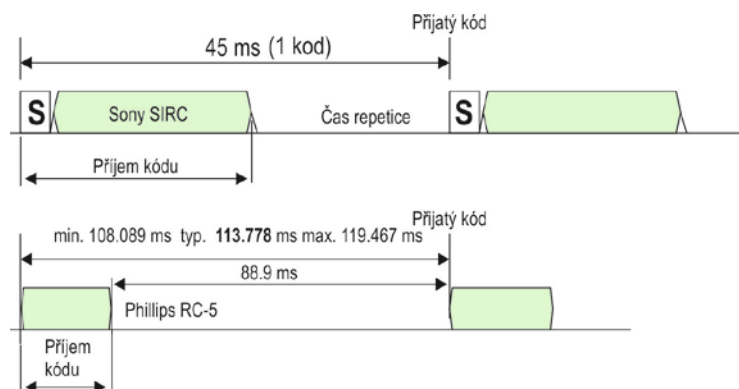 Přijatý kód
45 ms (1 kod)
S Sony SIRC Čas repetice S
Příjem kódu
Přijatý kód
min. 108.089 ms typ. 113.778 ms max. 119.467 ms
88.9 ms
Phillips RC-5
Příjem
kódu